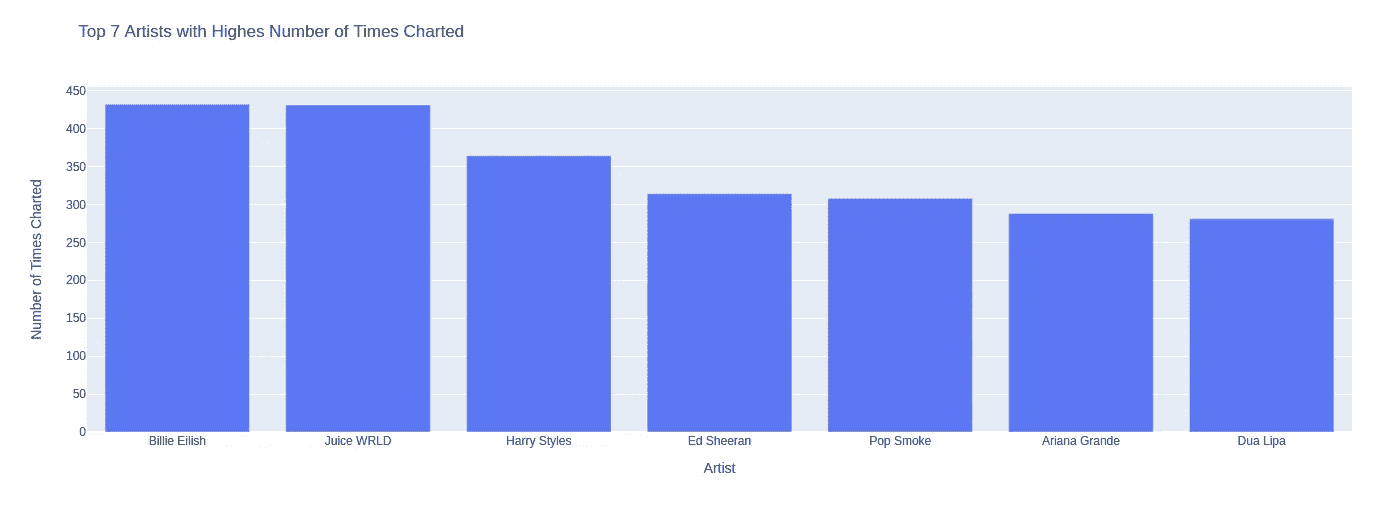 Top 7 Artists with Highes Number of Times Charted
450
400
350
300
250
200
150
100
50
0
Number of Times Charted
Billie Eilish Juice WRLD Harry Styles Ed Sheeran Pop Smoke Ariana Grande Dua Lipa
Artist